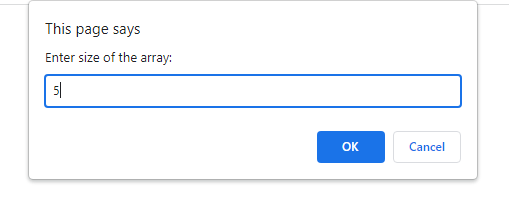 This page says
Enter size of the array:
5
OK
Cancel